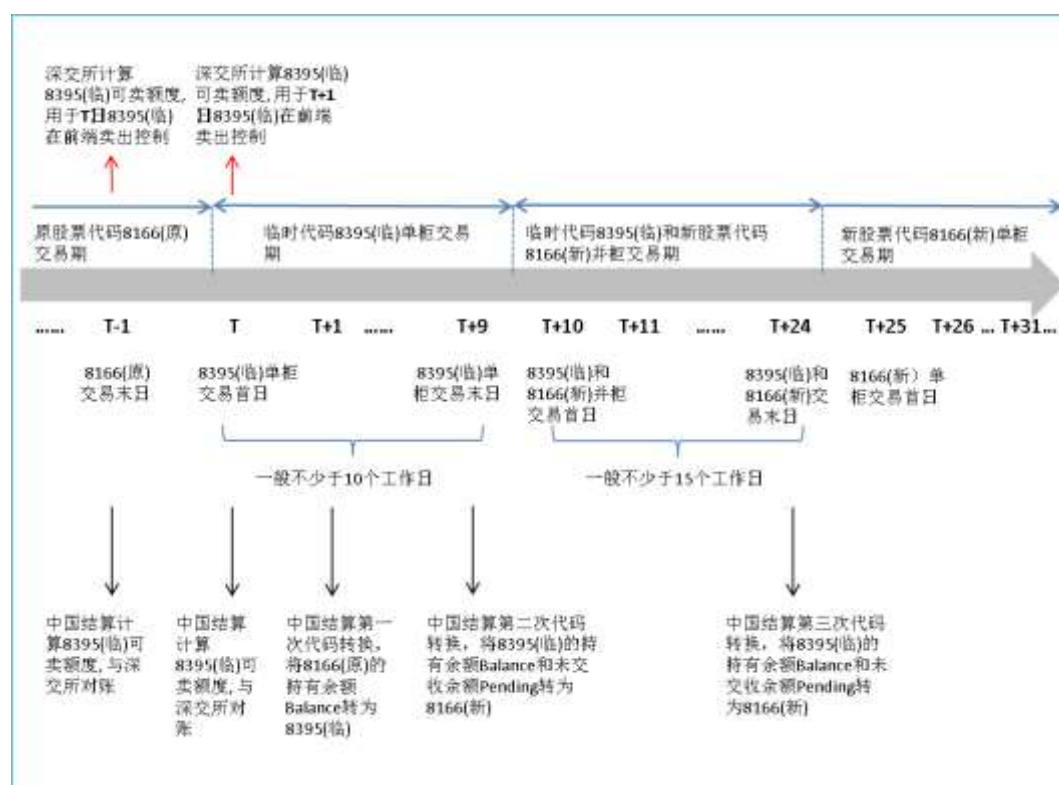 深交所计算
8395(临)可卖额度,
用于T日8395(临)
在前端卖出控制
深交所计算8395(临)
可卖额度,用于T+1
日8395(临)在前端
卖出控制
原股票代码8166(原)
交易期
临时代码8395(临)单柜交易
期
临时代码8395(临)和新股票代码
8166(新)并柜交易期
新股票代码8166(新)单柜
交易期
...... T-1 T T+1 ...... T+9 T+10 T+11 ...... T+24 T+25 T+26 ... T+31...
8166(原)
交易末日
8395(临)单柜
交易首日
8395(临)单
柜交易末日
8395(临)和
8166(新)并柜
交易首日
8395(临)和
8166(新)交
易末日
8166(新）单
柜交易首日
一般不少于10个工作日
一般不少于15个工作日
中国结算计
算8395(临)可
卖额度,与深
交所对账
中国结算
计算
8395(临)可
卖额度,与
深交所对
账
中国结算第一
次代码转换，
将8166(原)的
持有余额
Balance转为
8395(临)
中国结算第二次代码
转换，将8395(临)的持
有余额Balance和未交
收余额Pending转为
8166(新)
中国结算第三次代码
转换，将8395(临)的
持有余额Balance和未
交收余额Pending转
为8166(新)